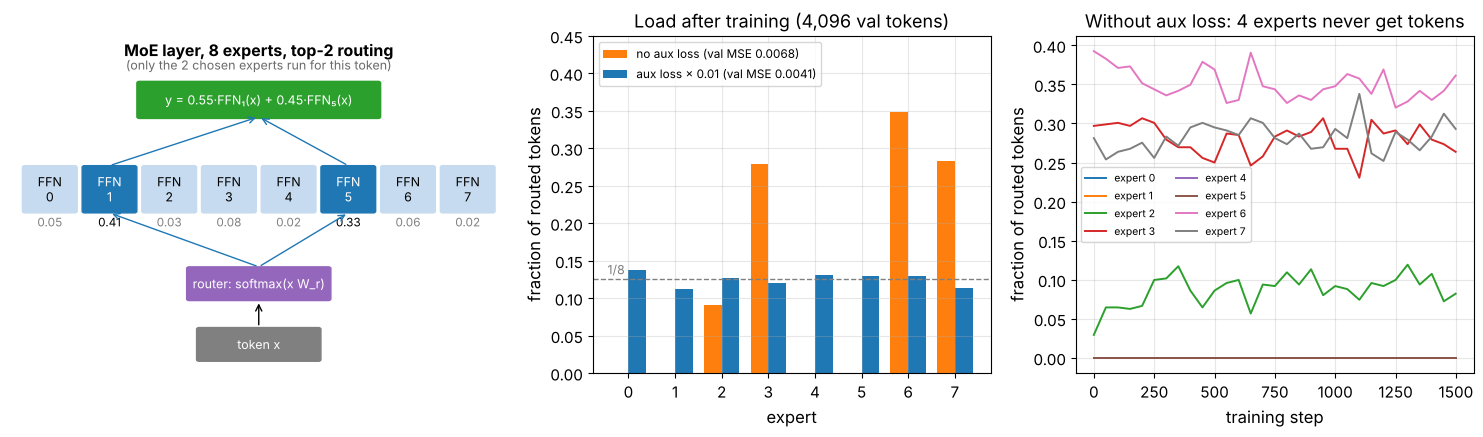 MoE layer, 8 experts, top-2 routing
(only the 2 chosen experts run for this token)
y = 0.55·FFN₁(x) + 0.45·FFN₅(x)
FFN 0
FFN 1
FFN 2
FFN 3
FFN 4
FFN 5
FFN 6
FFN 7
0.05
0.41
0.03
0.08
0.02
0.33
0.06
0.02
router: softmax(x W_r)
token x
Load after training (4,096 val tokens)
no aux loss (val MSE 0.0068)
aux loss × 0.01 (val MSE 0.0041)
1/8
fraction of routed tokens
0.45
0.40
0.35
0.30
0.25
0.20
0.15
0.10
0.05
0.00
0 1 2 3 4 5 6 7
expert
Without aux loss: 4 experts never get tokens
fraction of routed tokens
0.40
0.35
0.30
0.25
0.20
0.15
0.10
0.05
0.00
expert 0
expert 1
expert 2
expert 3
expert 4
expert 5
expert 6
expert 7
0 250 500 750 1000 1250 1500
training step